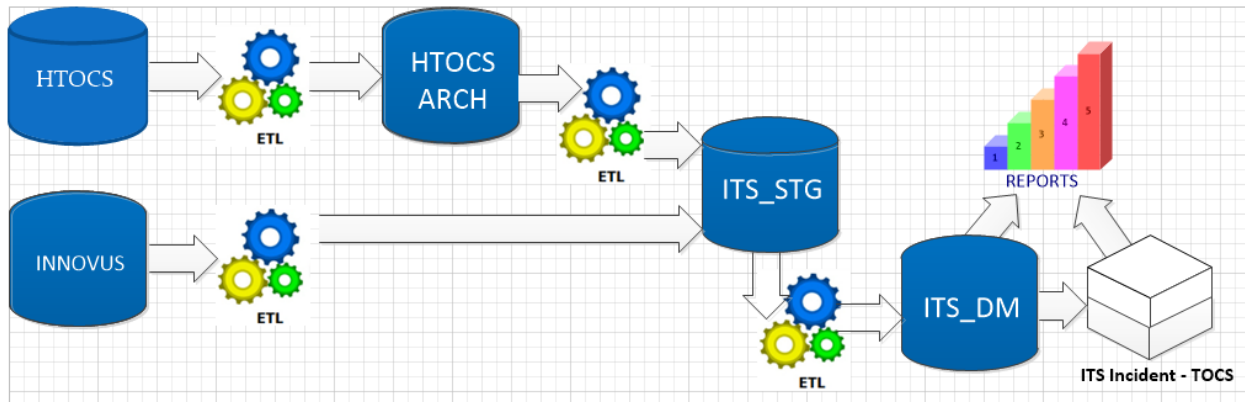 HTOCS
ETL
HTOCS
ARCH
ETL
INNOVUS
ETL
ITS_STG
ETL
ITS_DM
1
2
3
4
5
REPORTS
ITS Incident - TOCS